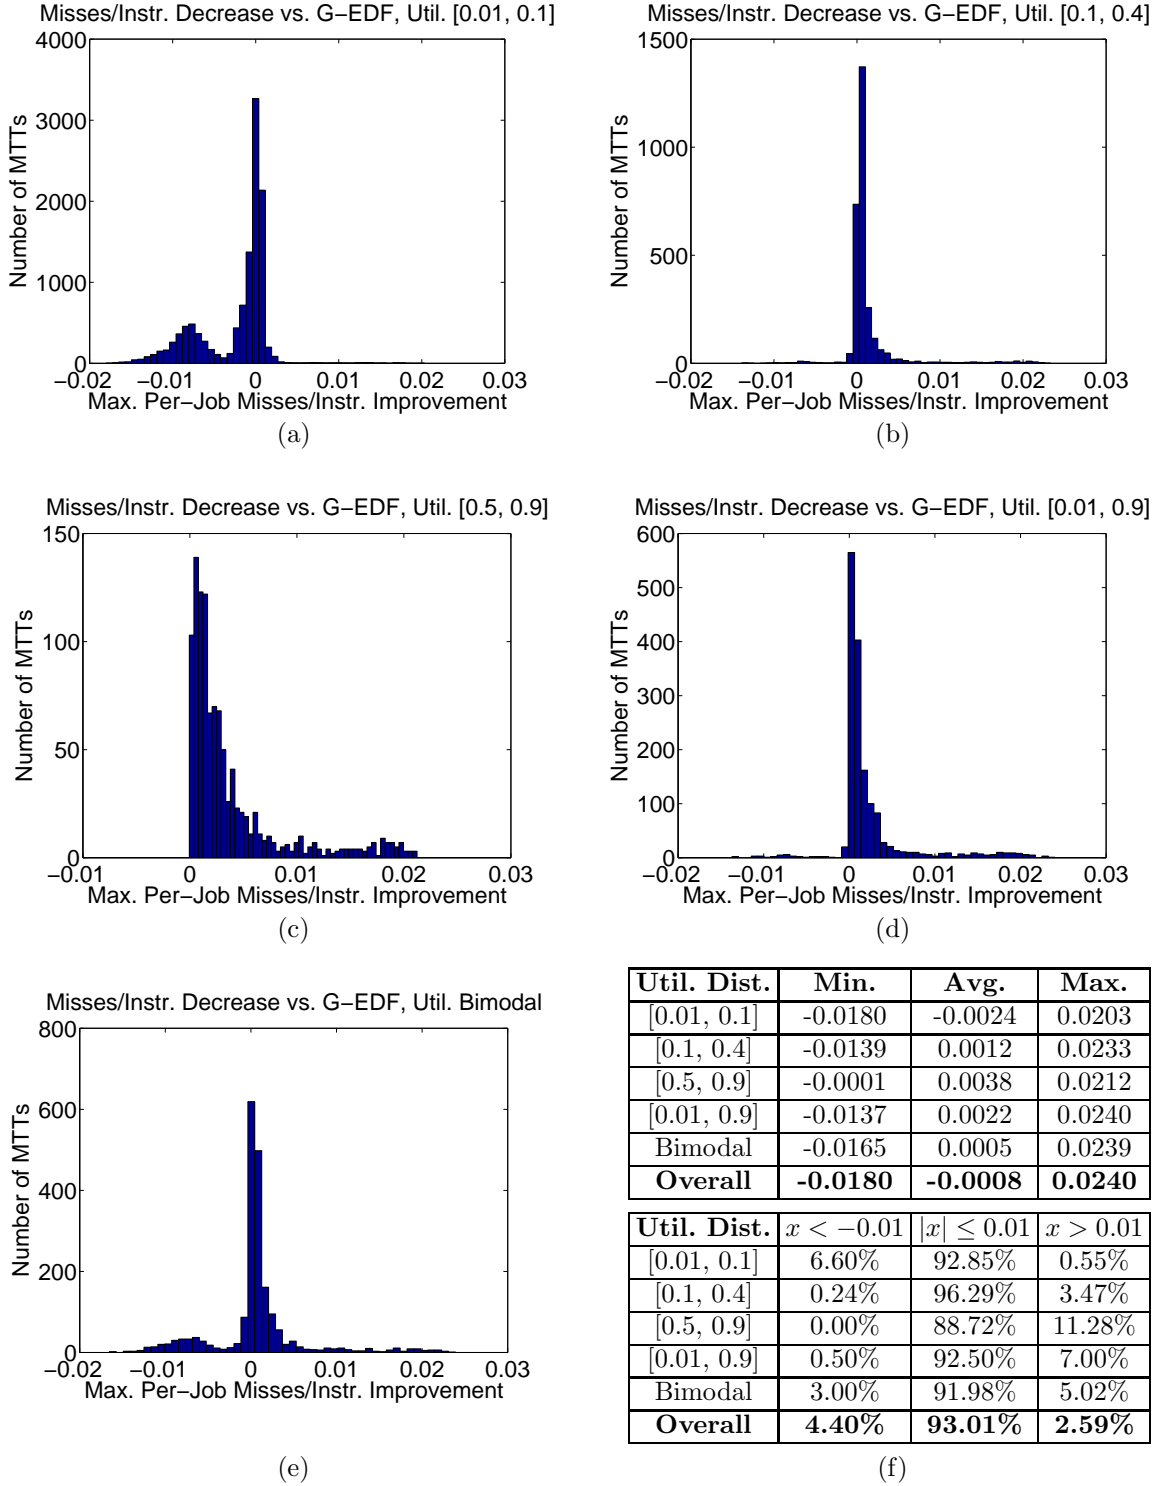 Misses/Instr. Decrease vs. G−EDF, Util. [0.01, 0.1]
4000
3000
2000
1000
0
Number of MTTs
−0.02 −0.01 0 0.01 0.02 0.03
Max. Per−Job Misses/Instr. Improvement
(a)
Misses/Instr. Decrease vs. G−EDF, Util. [0.1, 0.4]
1500
1000
500
0
Number of MTTs
−0.02 −0.01 0 0.01 0.02 0.03
Max. Per−Job Misses/Instr. Improvement
(b)
Misses/Instr. Decrease vs. G−EDF, Util. [0.5, 0.9]
150
100
50
0
Number of MTTs
−0.01 0 0.01 0.02 0.03
Max. Per−Job Misses/Instr. Improvement
(c)
Misses/Instr. Decrease vs. G−EDF, Util. [0.01, 0.9]
600
500
400
300
200
100
0
Number of MTTs
−0.02 −0.01 0 0.01 0.02 0.03
Max. Per−Job Misses/Instr. Improvement
(d)
Misses/Instr. Decrease vs. G−EDF, Util. Bimodal
800
600
400
200
0
Number of MTTs
−0.02 −0.01 0 0.01 0.02 0.03
Max. Per−Job Misses/Instr. Improvement
(e)
Util. Dist. Min. Avg. Max.
[0.01, 0.1] -0.0180 -0.0024 0.0203
[0.1, 0.4] -0.0139 0.0012 0.0233
[0.5, 0.9] -0.0001 0.0038 0.0212
[0.01, 0.9] -0.0137 0.0022 0.0240
Bimodal -0.0165 0.0005 0.0239
Overall -0.0180 -0.0008 0.0240
Util. Dist. x < −0.01 |x| ≤ 0.01 x > 0.01
[0.01, 0.1] 6.60% 92.85% 0.55%
[0.1, 0.4] 0.24% 96.29% 3.47%
[0.5, 0.9] 0.00% 88.72% 11.28%
[0.01, 0.9] 0.50% 92.50% 7.00%
Bimodal 3.00% 91.98% 5.02%
Overall 4.40% 93.01% 2.59%
(f)